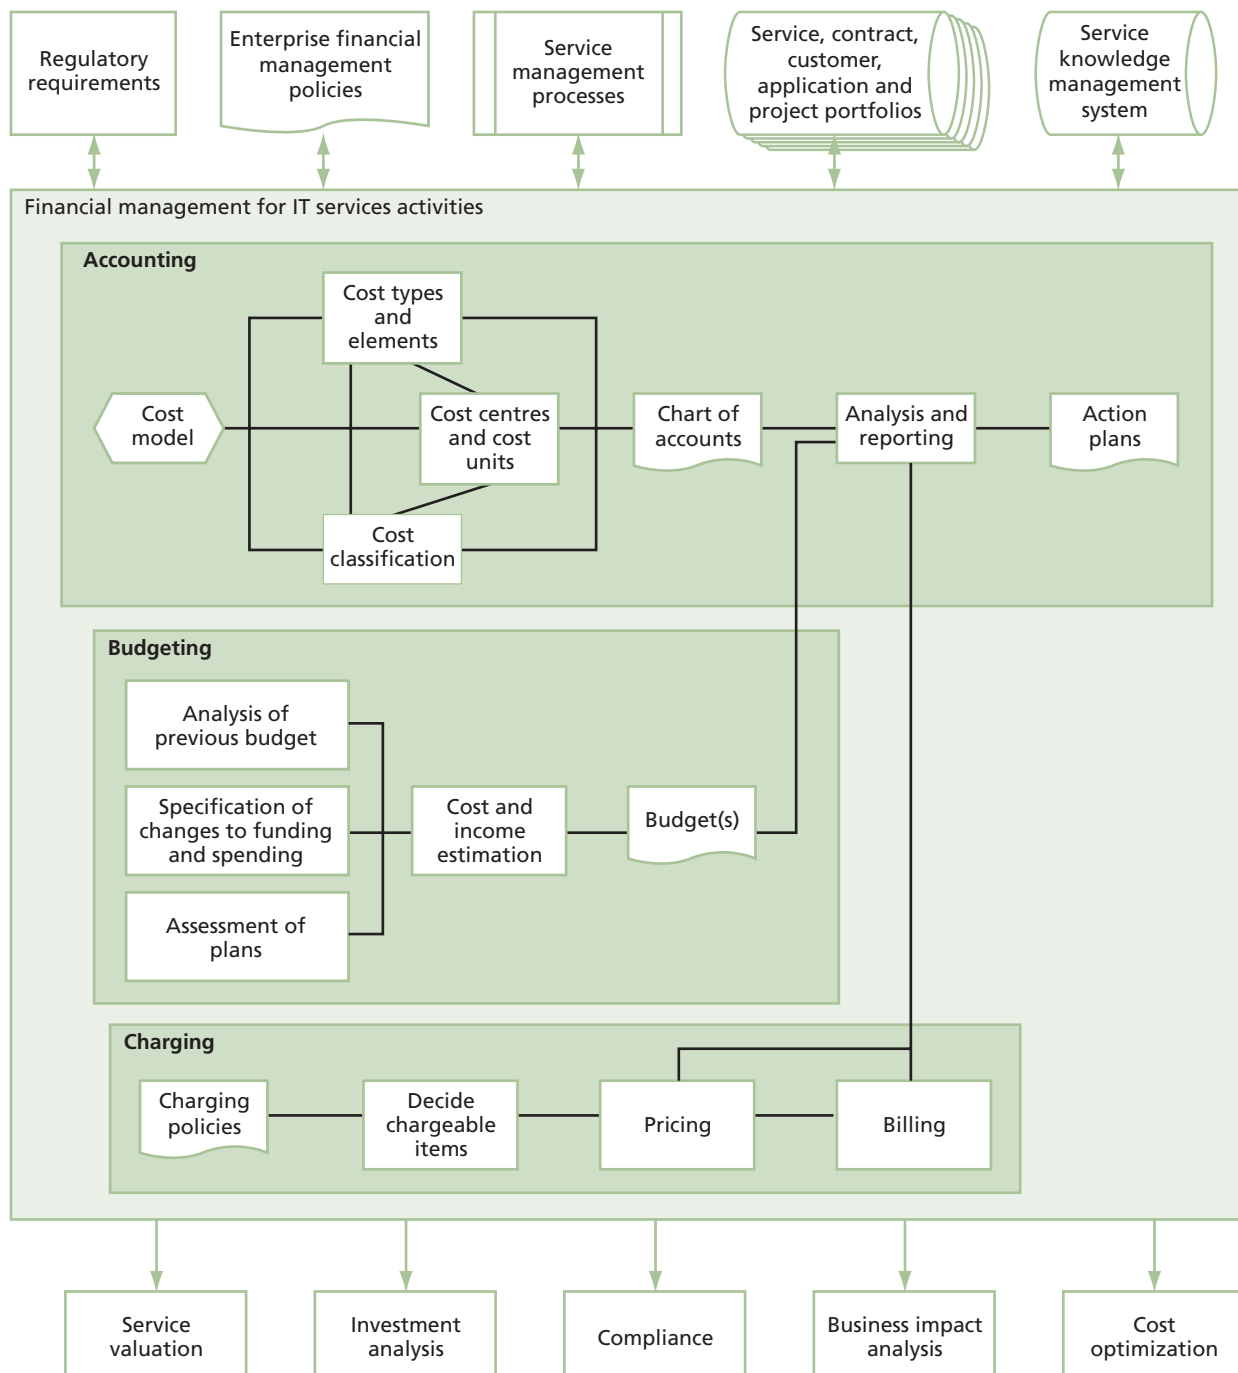 Regulatory
requirements
Enterprise financial
management
policies
Service
management
processes
Service, contract,
customer,
application and
project portfolios
Service
knowledge
management
system
Financial management for IT services activities
Accounting
Cost types
and
elements
Cost
model
Cost centres
and cost
units
Chart of
accounts
Analysis and
reporting
Action
plans
Cost
classification
Budgeting
Analysis of
previous budget
Specification of
changes to funding
and spending
Cost and
income
estimation
Budget(s)
Assessment of
plans
Charging
Charging
policies
Decide
chargeable
items
Pricing
Billing
Service
valuation
Investment
analysis
Compliance
Business impact
analysis
Cost
optimization